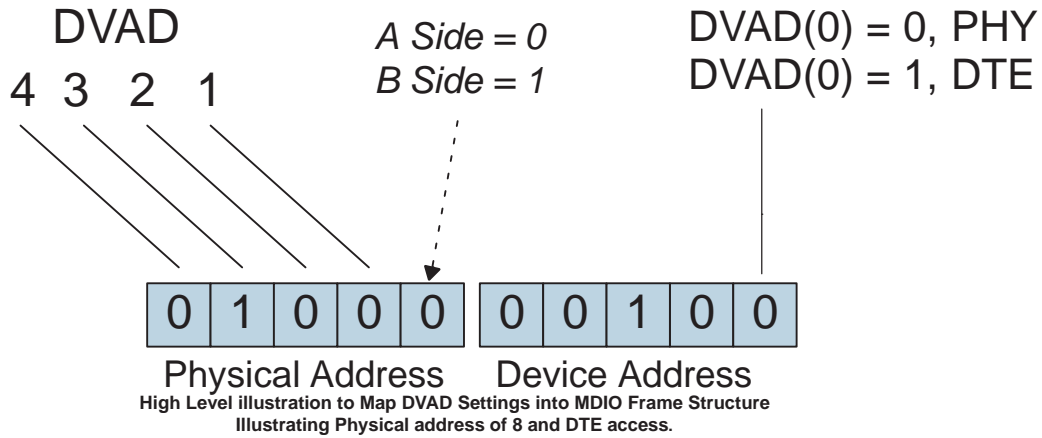 DVAD
4 3 2 1
A Side = 0
B Side = 1
DVAD(0) = 0, PHY
DVAD(0) = 1, DTE
0 1 0 0 0 0 0 1 0 0
Physical Address Device Address
High Level illustration to Map DVAD Settings into MDIO Frame Structure
Illustrating Physical address of 8 and DTE access.